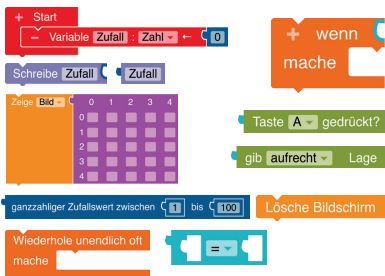 + Start
− Variable Zufall : Zahl ← 0
+ wenn
mache
Schreibe Zufall
Zufall
Zeige Bild
0 1 2 3 4
0
1
2
3
4
Taste A gedrückt?
gib aufrecht Lage
ganzzahliger Zufallswert zwischen 1 bis 100
Lösche Bildschirm
Wiederhole unendlich oft
mache
=